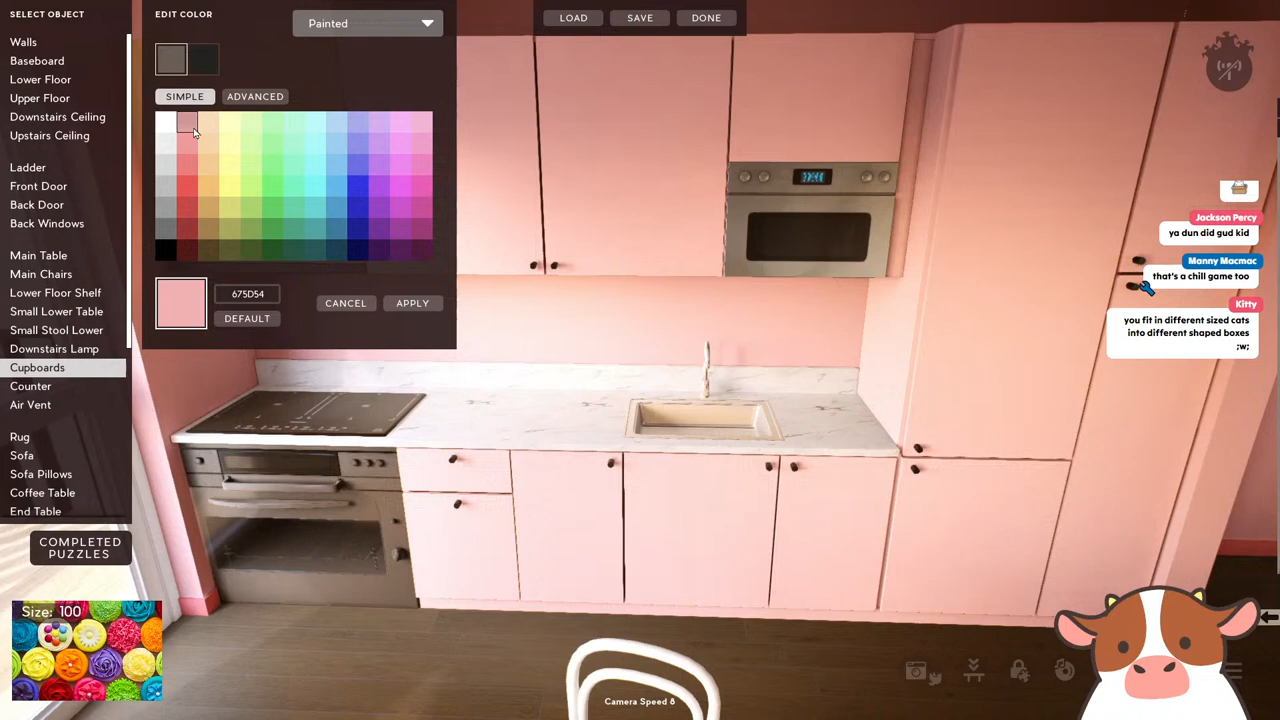 SELECT OBJECT
Walls
Baseboard
Lower Floor
Upper Floor
Downstairs Ceiling
Upstairs Ceiling
Ladder
Front Door
Back Door
Back Windows
Main Table
Main Chairs
Lower Floor Shelf
Small Lower Table
Small Stool Lower
Downstairs Lamp
Cupboards
Counter
Air Vent
Rug
Sofa
Sofa Pillows
Coffee Table
End Table
COMPLETED
PUZZLES
Size: 100
EDIT COLOR
Painted
SIMPLE
ADVANCED
675D54
DEFAULT
CANCEL
APPLY
LOAD
SAVE
DONE
Jackson Percy
ya dun did gud kid
Manny Macmac
that's a chill game too
Kitty
you fit in different sized cats
into different shaped boxes
;w;
Camera Speed 8